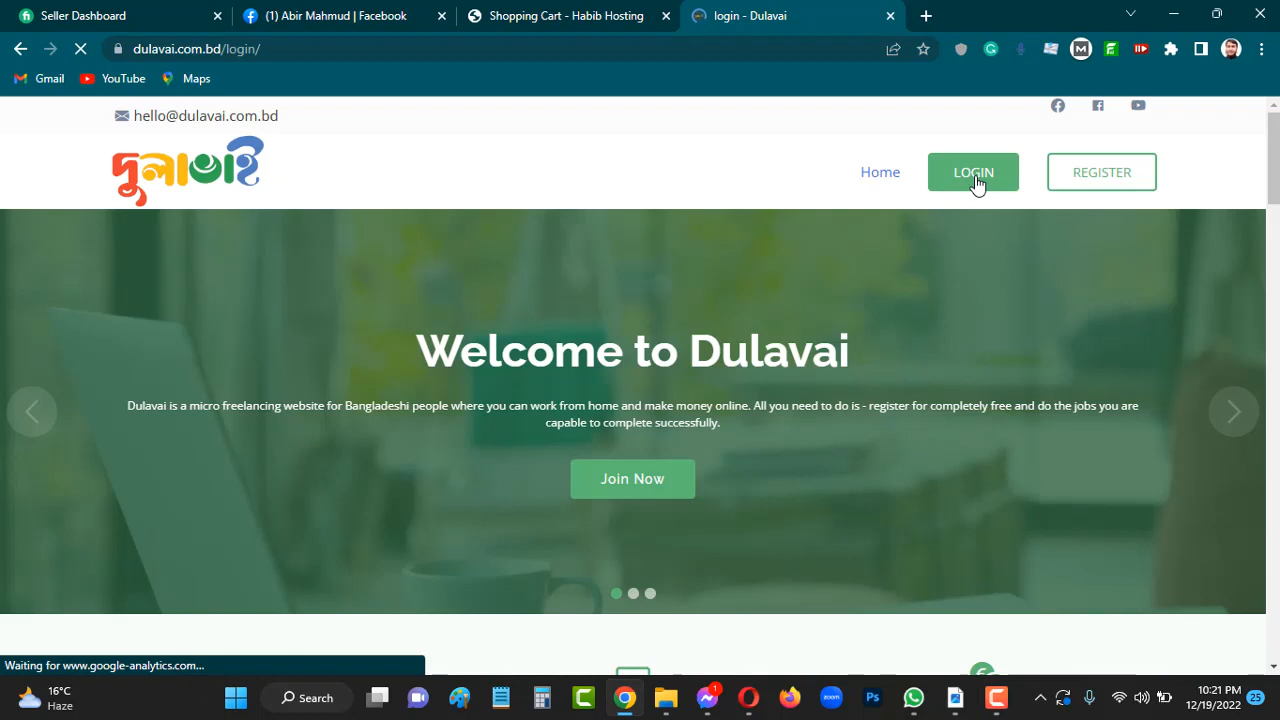 Seller Dashboard
(1) Abir Mahmud | Facebook
Shopping Cart - Habib Hosting
login - Dulavai
dulavai.com.bd/login/
Gmail
YouTube
Maps
hello@dulavai.com.bd
দুলাভাই
Home
LOGIN
REGISTER
Welcome to Dulavai
Dulavai is a micro freelancing website for Bangladeshi people where you can work from home and make money online. All you need to do is - register for completely free and do the jobs you are
capable to complete successfully.
Join Now
Waiting for www.google-analytics.com...
16°C
Haze
Search
1
zoom
Ps
10:21 PM
12/19/2022
25